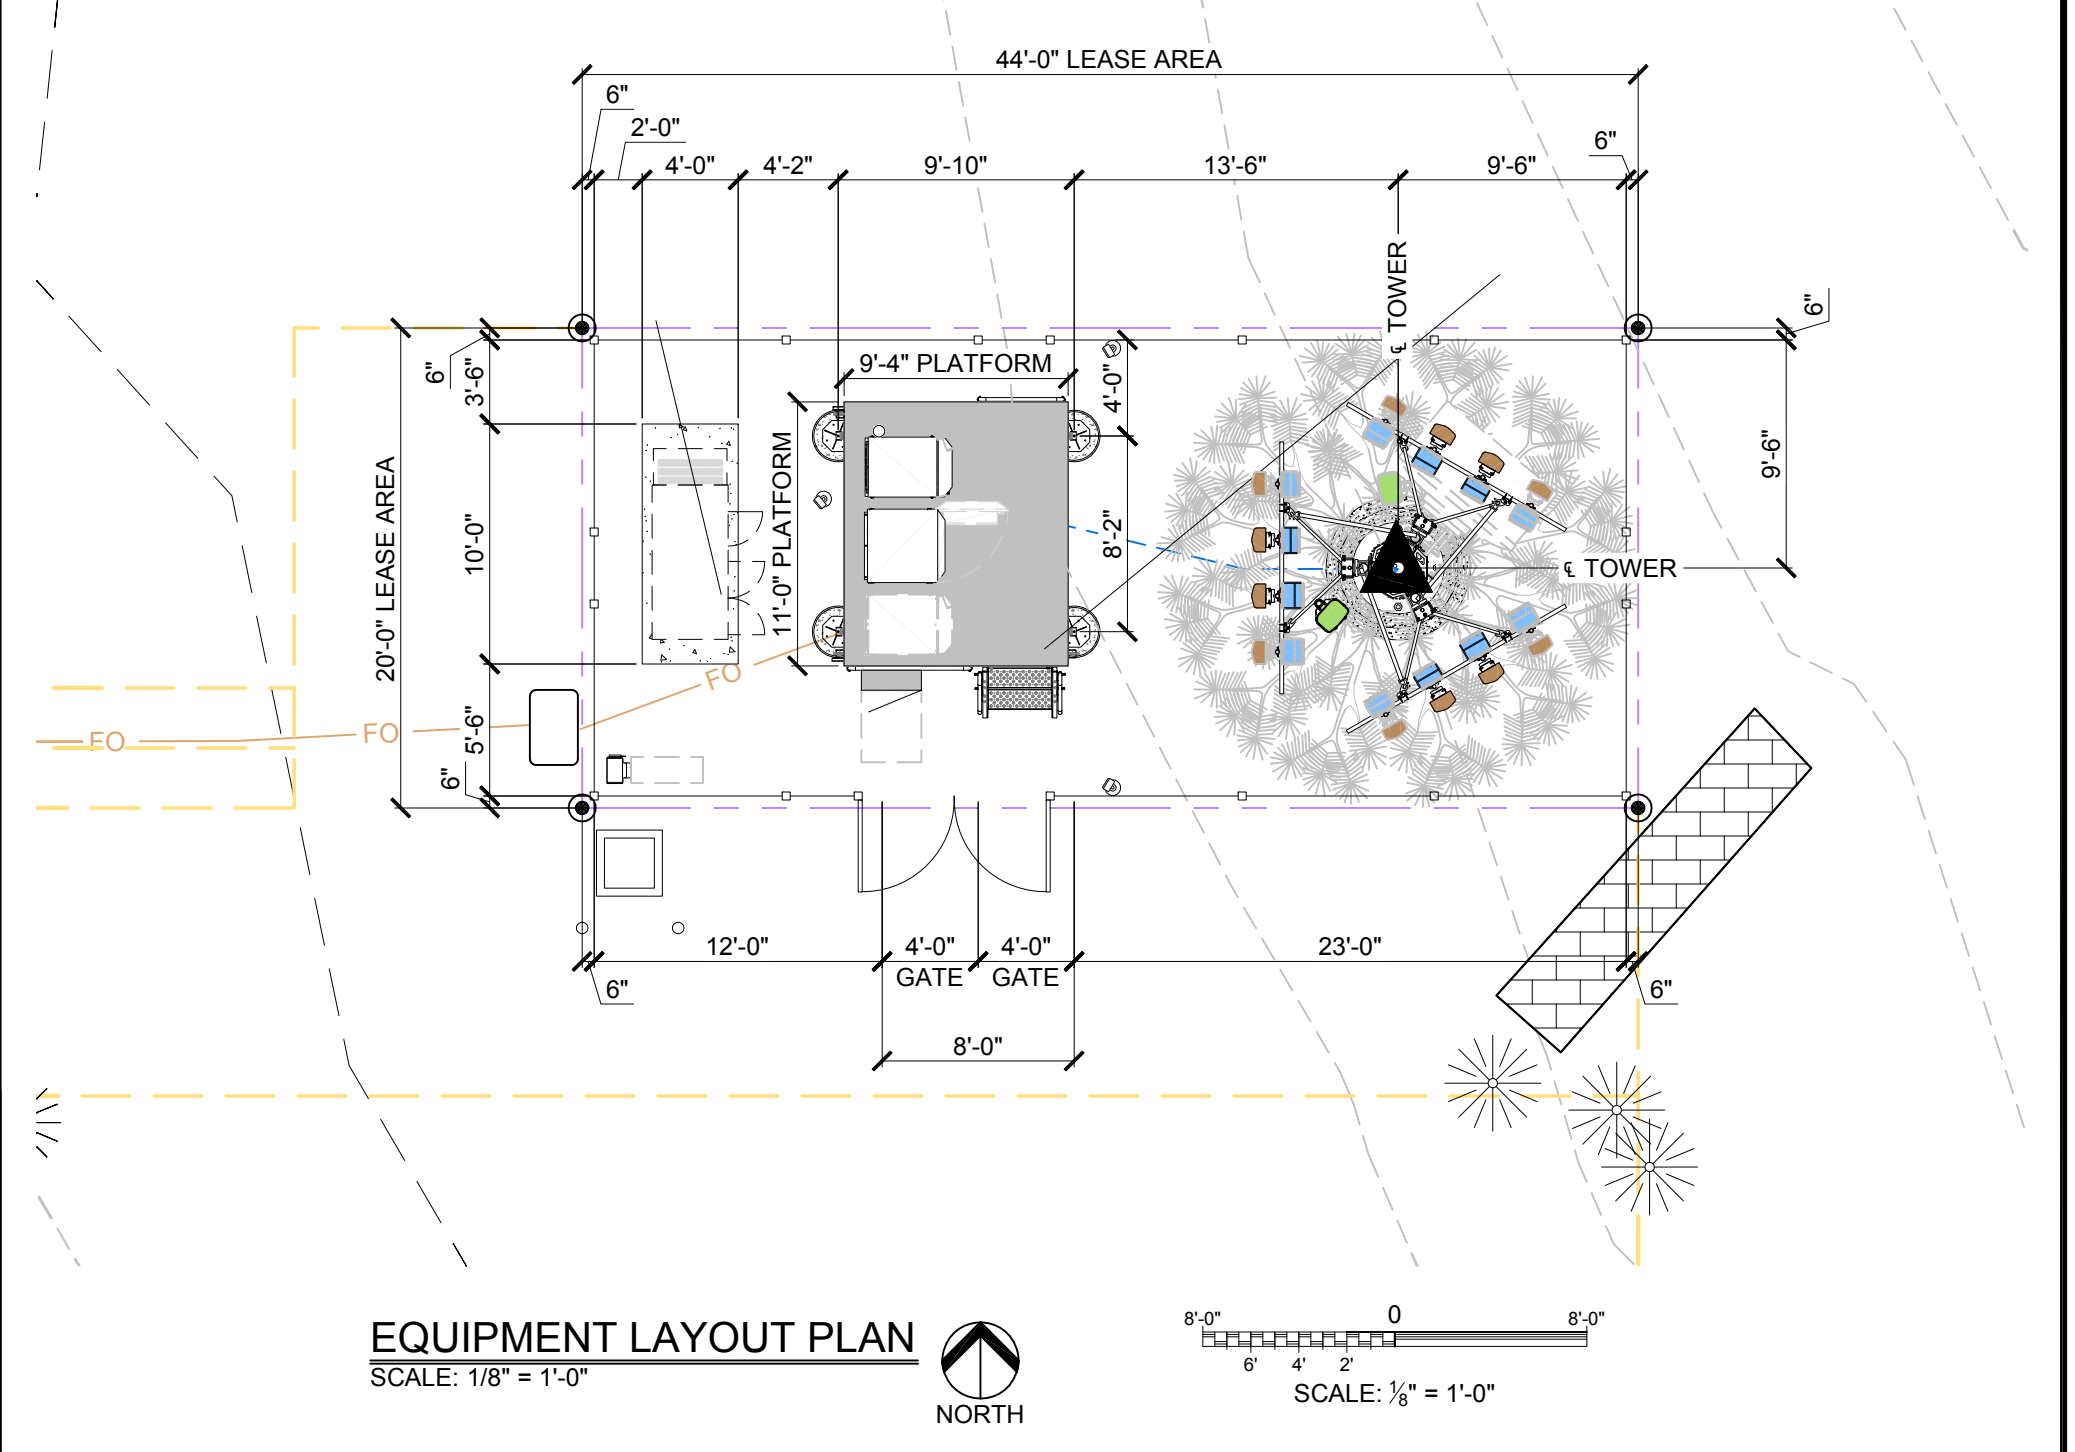 44'-0" LEASE AREA
6"
2'-0"
6"
4'-0"
4'-2"
9'-10"
13'-6"
9'-6"
℄ TOWER
6"
6"
3'-6"
9'-4" PLATFORM
4'-0"
9'-6"
20'-0" LEASE AREA
10'-0"
11'-0" PLATFORM
8'-2"
℄ TOWER
FO
FO
FO
5'-6"
6"
12'-0"
4'-0"
GATE
4'-0"
GATE
23'-0"
6"
6"
8'-0"
EQUIPMENT LAYOUT PLAN
SCALE: 1/8" = 1'-0"
NORTH
8'-0"
0
8'-0"
6'
4'
2'
SCALE: ⅛" = 1'-0"